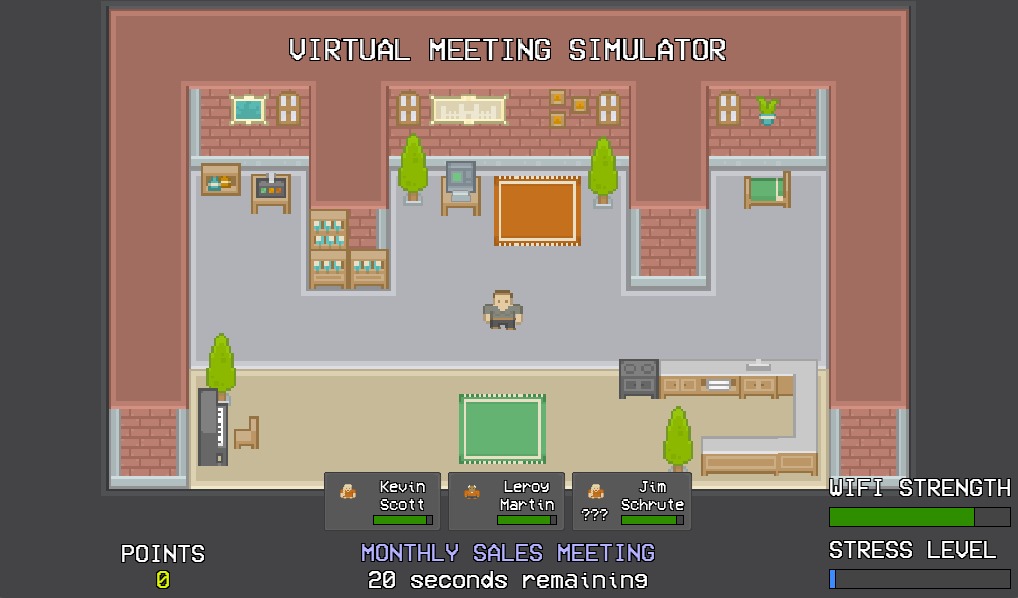 VIRTUAL MEETING SIMULATOR
Kevin
Scott
Leroy
Martin
Jim
Schrute
???
WIFI STRENGTH
STRESS LEVEL
POINTS
0
MONTHLY SALES MEETING
20 seconds remaining